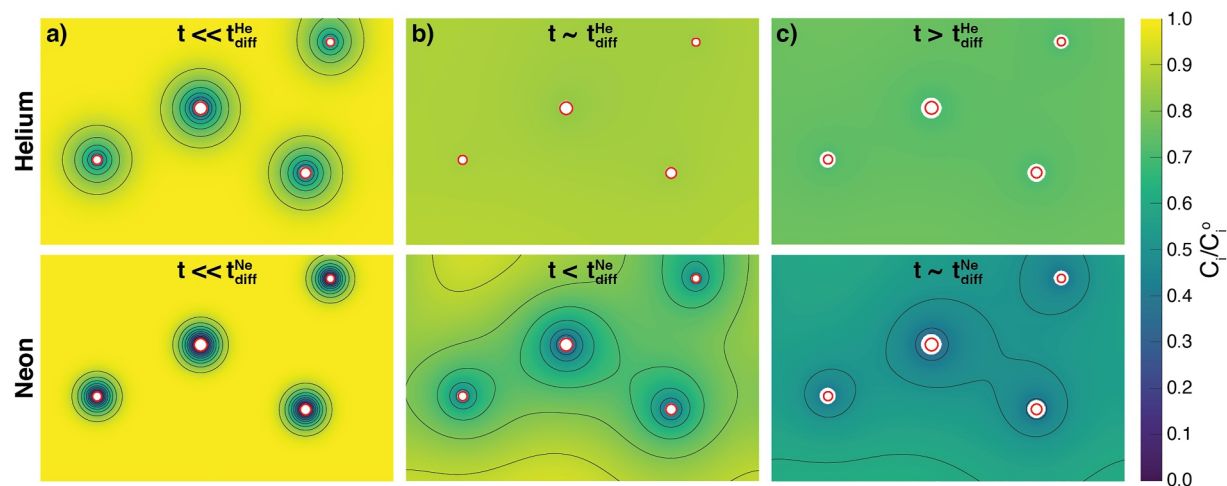 a) t << t_diff^He
b) t ~ t_diff^He
c) t > t_diff^He
Helium
t << t_diff^Ne
t < t_diff^Ne
t ~ t_diff^Ne
Neon
1.0
0.9
0.8
0.7
0.6
0.5
0.4
0.3
0.2
0.1
0.0
C_i/C_i^o